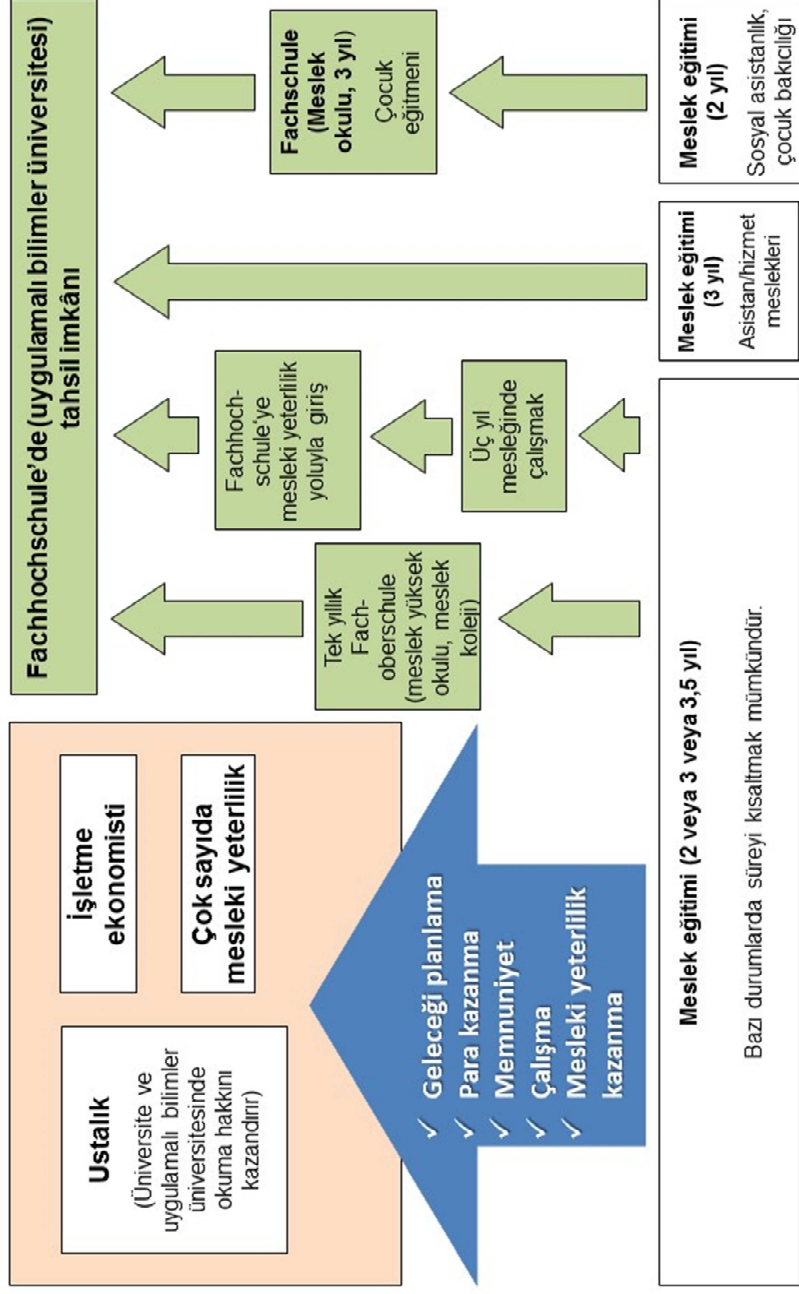 Fachhochschule'de (uygulamalı bilimler üniversitesi)
tahsil imkânı
Ustalık
(Üniversite ve
uygulamalı bilimler
üniversitesinde
okuma hakkını
kazandırır)
İşletme
ekonomisti
Çok sayıda
mesleki yeterlilik
✓ Geleceği planlama
✓ Para kazanma
✓ Memnuniyet
✓ Çalışma
✓ Mesleki yeterlilik
kazanma
Tek yıllık
Fach-
oberschule
(meslek yüksek
okulu, meslek
koleji)
Fachhoch-
schule'ye
mesleki yeterlilik
yoluyla giriş
Üç yıl
mesleğinde
çalışmak
Fachschule
(Meslek
okulu, 3 yıl)
Çocuk
eğitmeni
Meslek eğitimi (2 veya 3 veya 3,5 yıl)
Bazı durumlarda süreyi kısaltmak mümkündür.
Meslek eğitimi
(3 yıl)
Asistan/hizmet
meslekleri
Meslek eğitimi
(2 yıl)
Sosyal asistanlık,
çocuk bakıcılığı